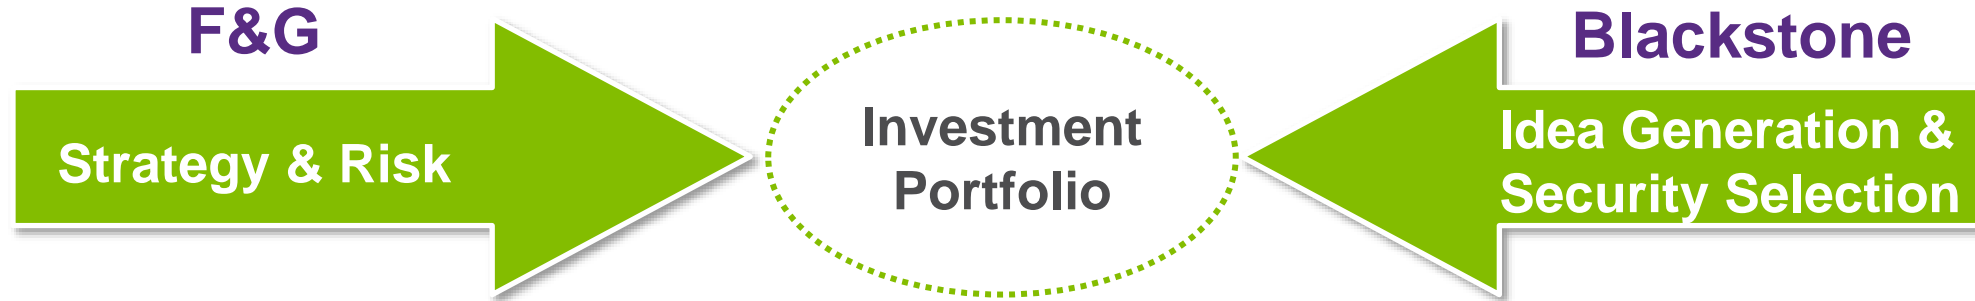 F&G
Strategy & Risk
Investment
Portfolio
Blackstone
Idea Generation &
Security Selection